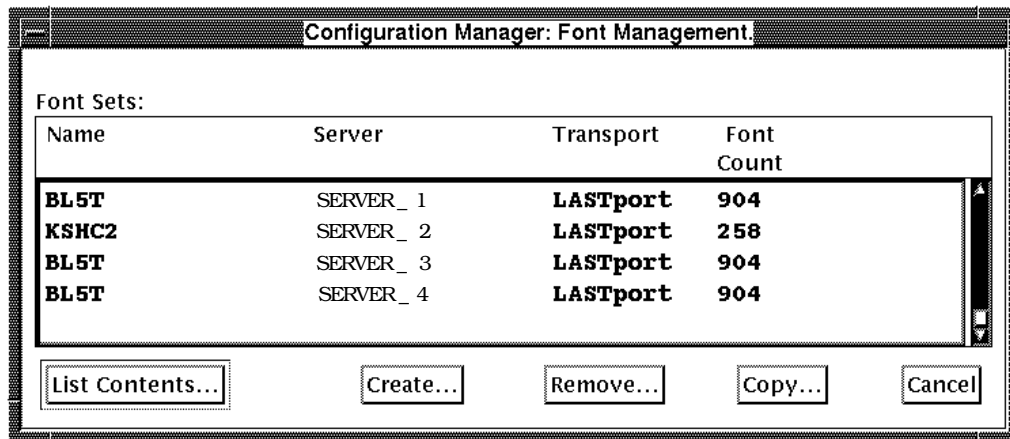 Configuration Manager: Font Management.
Font Sets:
Name Server Transport Font Count
BL5T SERVER_ 1 LASTport 904
KSHC2 SERVER_ 2 LASTport 258
BL5T SERVER_ 3 LASTport 904
BL5T SERVER_ 4 LASTport 904
List Contents... Create... Remove... Copy... Cancel